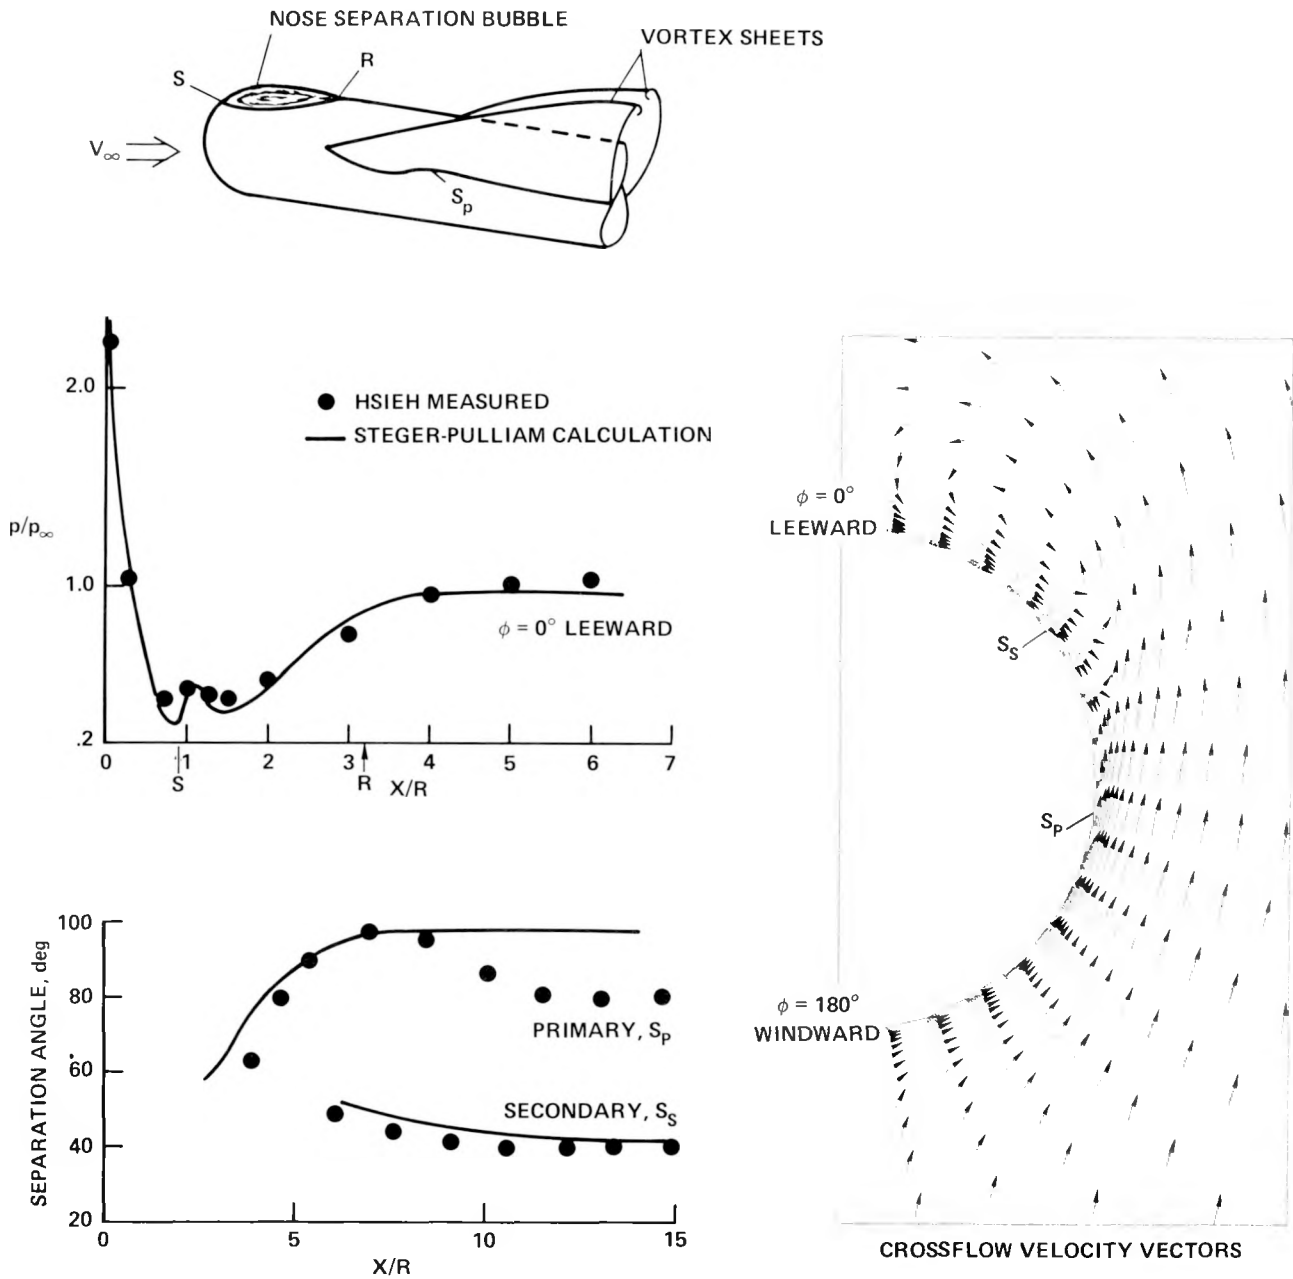 NOSE SEPARATION BUBBLE
VORTEX SHEETS
S
R
V∞
Sp
2.0
1.0
.2
p/p∞
HSIEH MEASURED
STEGER-PULLIAM CALCULATION
φ = 0° LEEWARD
0 1 2 3 4 5 6 7
S
R
X/R
100
80
60
40
20
SEPARATION ANGLE, deg
PRIMARY, SP
SECONDARY, SS
0 5 10 15
X/R
φ = 0°
LEEWARD
SS
SP
φ = 180°
WINDWARD
CROSSFLOW VELOCITY VECTORS